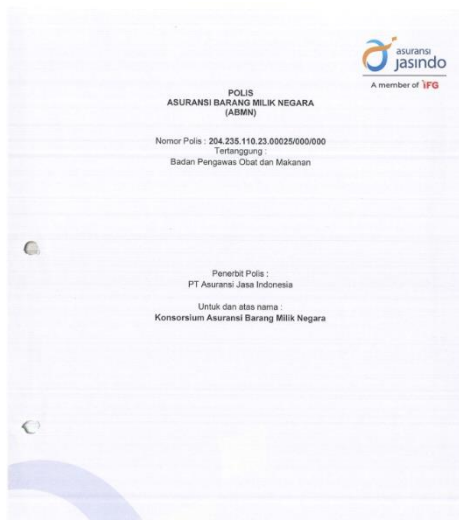 asuransi
jasindo
A member of IFG
POLIS
ASURANSI BARANG MILIK NEGARA
(ABMN)
Nomor Polis : 204.235.110.23.00025/000/000
Tertanggung :
Badan Pengawas Obat dan Makanan
Penerbit Polis :
PT Asuransi Jasa Indonesia
Untuk dan atas nama :
Konsorsium Asuransi Barang Milik Negara